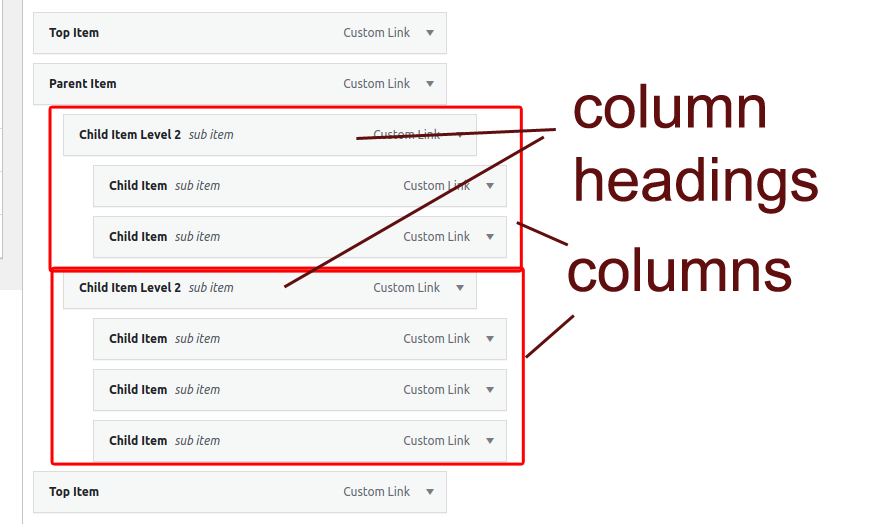 Top Item Custom Link
Parent Item Custom Link
Child Item Level 2 sub item Custom Link
Child Item sub item Custom Link
Child Item sub item Custom Link
Child Item Level 2 sub item Custom Link
Child Item sub item Custom Link
Child Item sub item Custom Link
Child Item sub item Custom Link
Top Item Custom Link
column
headings
columns